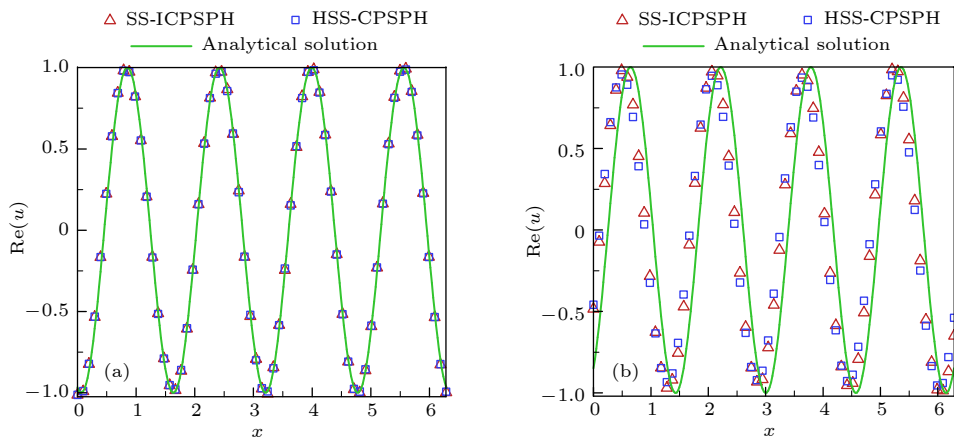 SS-ICPSPH HSS-CPSPH
Analytical solution
1.0
0.5
0
−0.5
−1.0
Re(u)
(a)
0 1 2 3 4 5 6
x
SS-ICPSPH HSS-CPSPH
Analytical solution
1.0
0.5
0
−0.5
−1.0
Re(u)
(b)
0 1 2 3 4 5 6
x